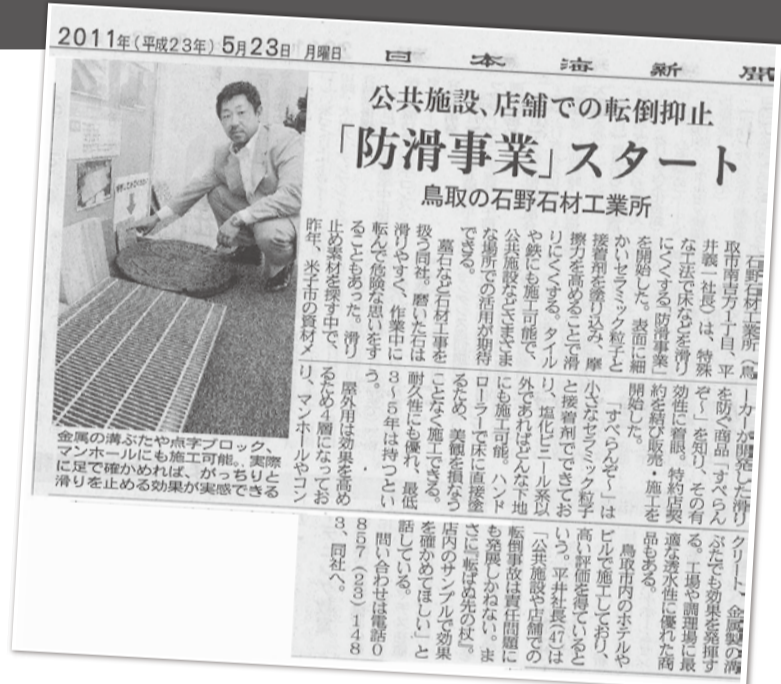 2011年(平成23年)5月23日 月曜日
日本海新聞
公共施設、店舗での転倒抑止
「防滑事業」スタート
鳥取の石野石材工業所
石野石材工業所(鳥
取市南吉方1丁目、平
井義一社長)は、特殊
な工法で床などを滑り
にくくする「防滑事業」
を開始した。表面に細
かいセラミック粒子と
接着剤を塗り込み、摩
擦力を高めることで滑
りにくくする。タイル
や鉄にも施工可能で、
公共施設などさまざま
な場所での活用が期待
できる。
墓石など石材工事を
扱う同社。磨いた石は
滑りやすく、作業中に
転んで危険な思いをす
ることもあった。滑り
止め素材を探す中で、
昨年、米子市の資材メ
ーカーが開発した滑り
を防ぐ商品「すべらん
ぞ~」を知り、その有
効性に着眼。特約店契
約を結び販売・施工を
開始した。
「すべらんぞ~」は
小さなセラミック粒子
と接着剤でできてお
り、塩化ビニール系以
外であればどんな下地
にも施工可能。ハンド
ローラーで床に直接塗
るため、美観を損なう
ことなく施工できる。
耐久性にも優れ、最低
3~5年は持つとい
う。
屋外用は効果を高め
るため4層になってお
り、マンホールやコン
クリート、金属製の溝
ぶたでも効果を発揮す
る。工場や調理場に最
適な透水性に優れた商
品もある。
鳥取市内のホテルや
ビルで施工しており、
高い評価を得ていると
いう。平井社長(47)は
「公共施設や店舗での
転倒事故は責任問題に
も発展しかねない。ま
さに『転ばぬ先の杖』。
店内のサンプルで効果
を確かめてほしい」と
話している。
問い合わせは電話0
857(23)148
3、同社へ。
金属の溝ぶたや点字ブロック、
マンホールにも施工可能。実際
に足で確かめれば、がっちりと
滑りを止める効果が実感できる